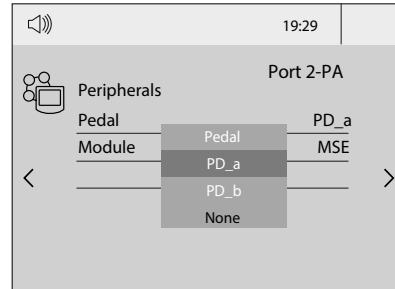 19:29
Port 2-PA
Peripherals
Pedal PD_a
Module MSE
Pedal
PD_a
PD_b
None